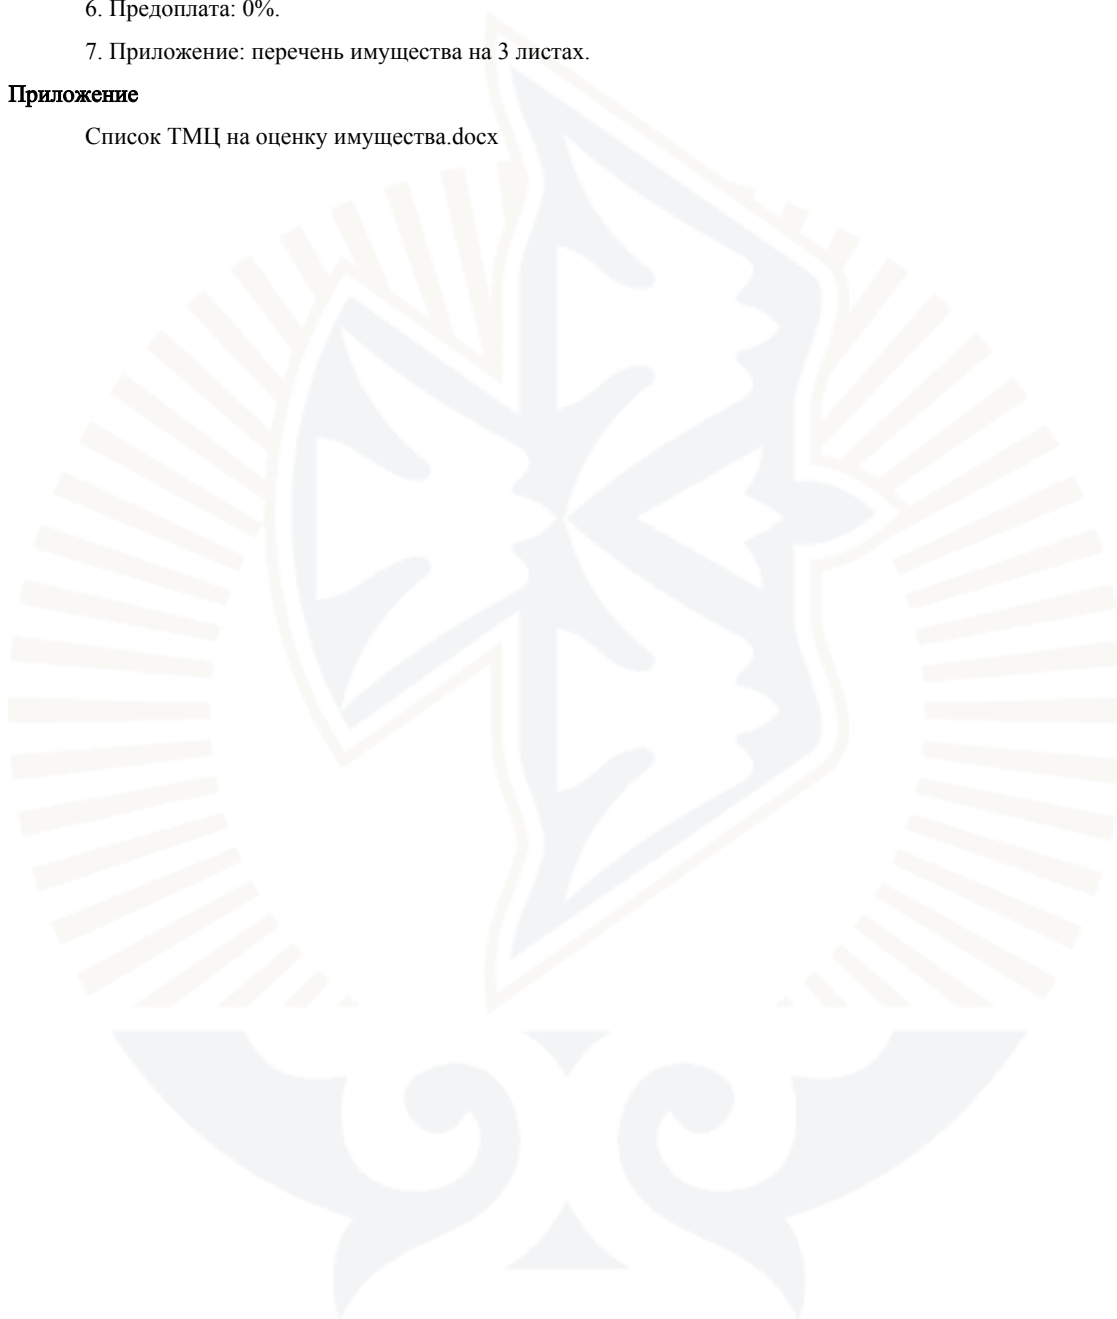 6. Предоплата: 0%.
7. Приложение: перечень имущества на 3 листах.
Приложение
Список ТМЦ на оценку имущества.docx